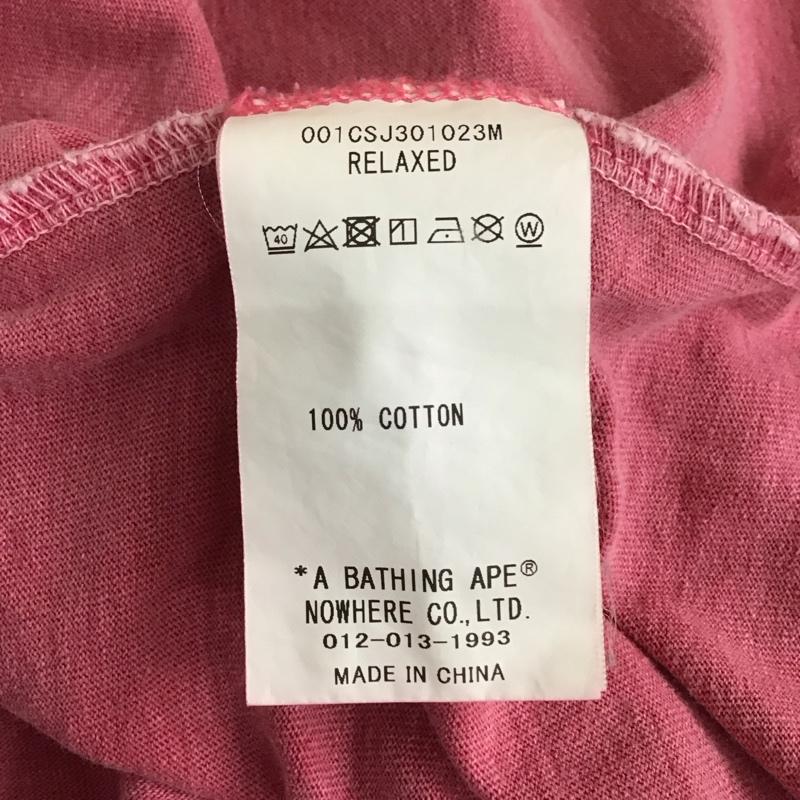 001CSJ301023M
RELAXED
40 W
100% COTTON
*A BATHING APE®
NOWHERE CO.,LTD.
012-013-1993
MADE IN CHINA